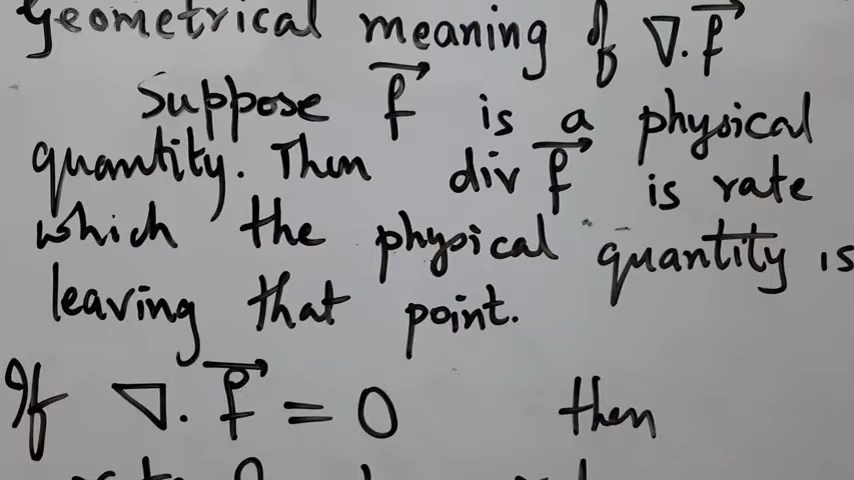 Geometrical meaning of ∇.f⃗
Suppose f⃗ is a physical
quantity. Then div f⃗ is rate
which the physical quantity is
leaving that point.
If ∇.f⃗ = 0 then